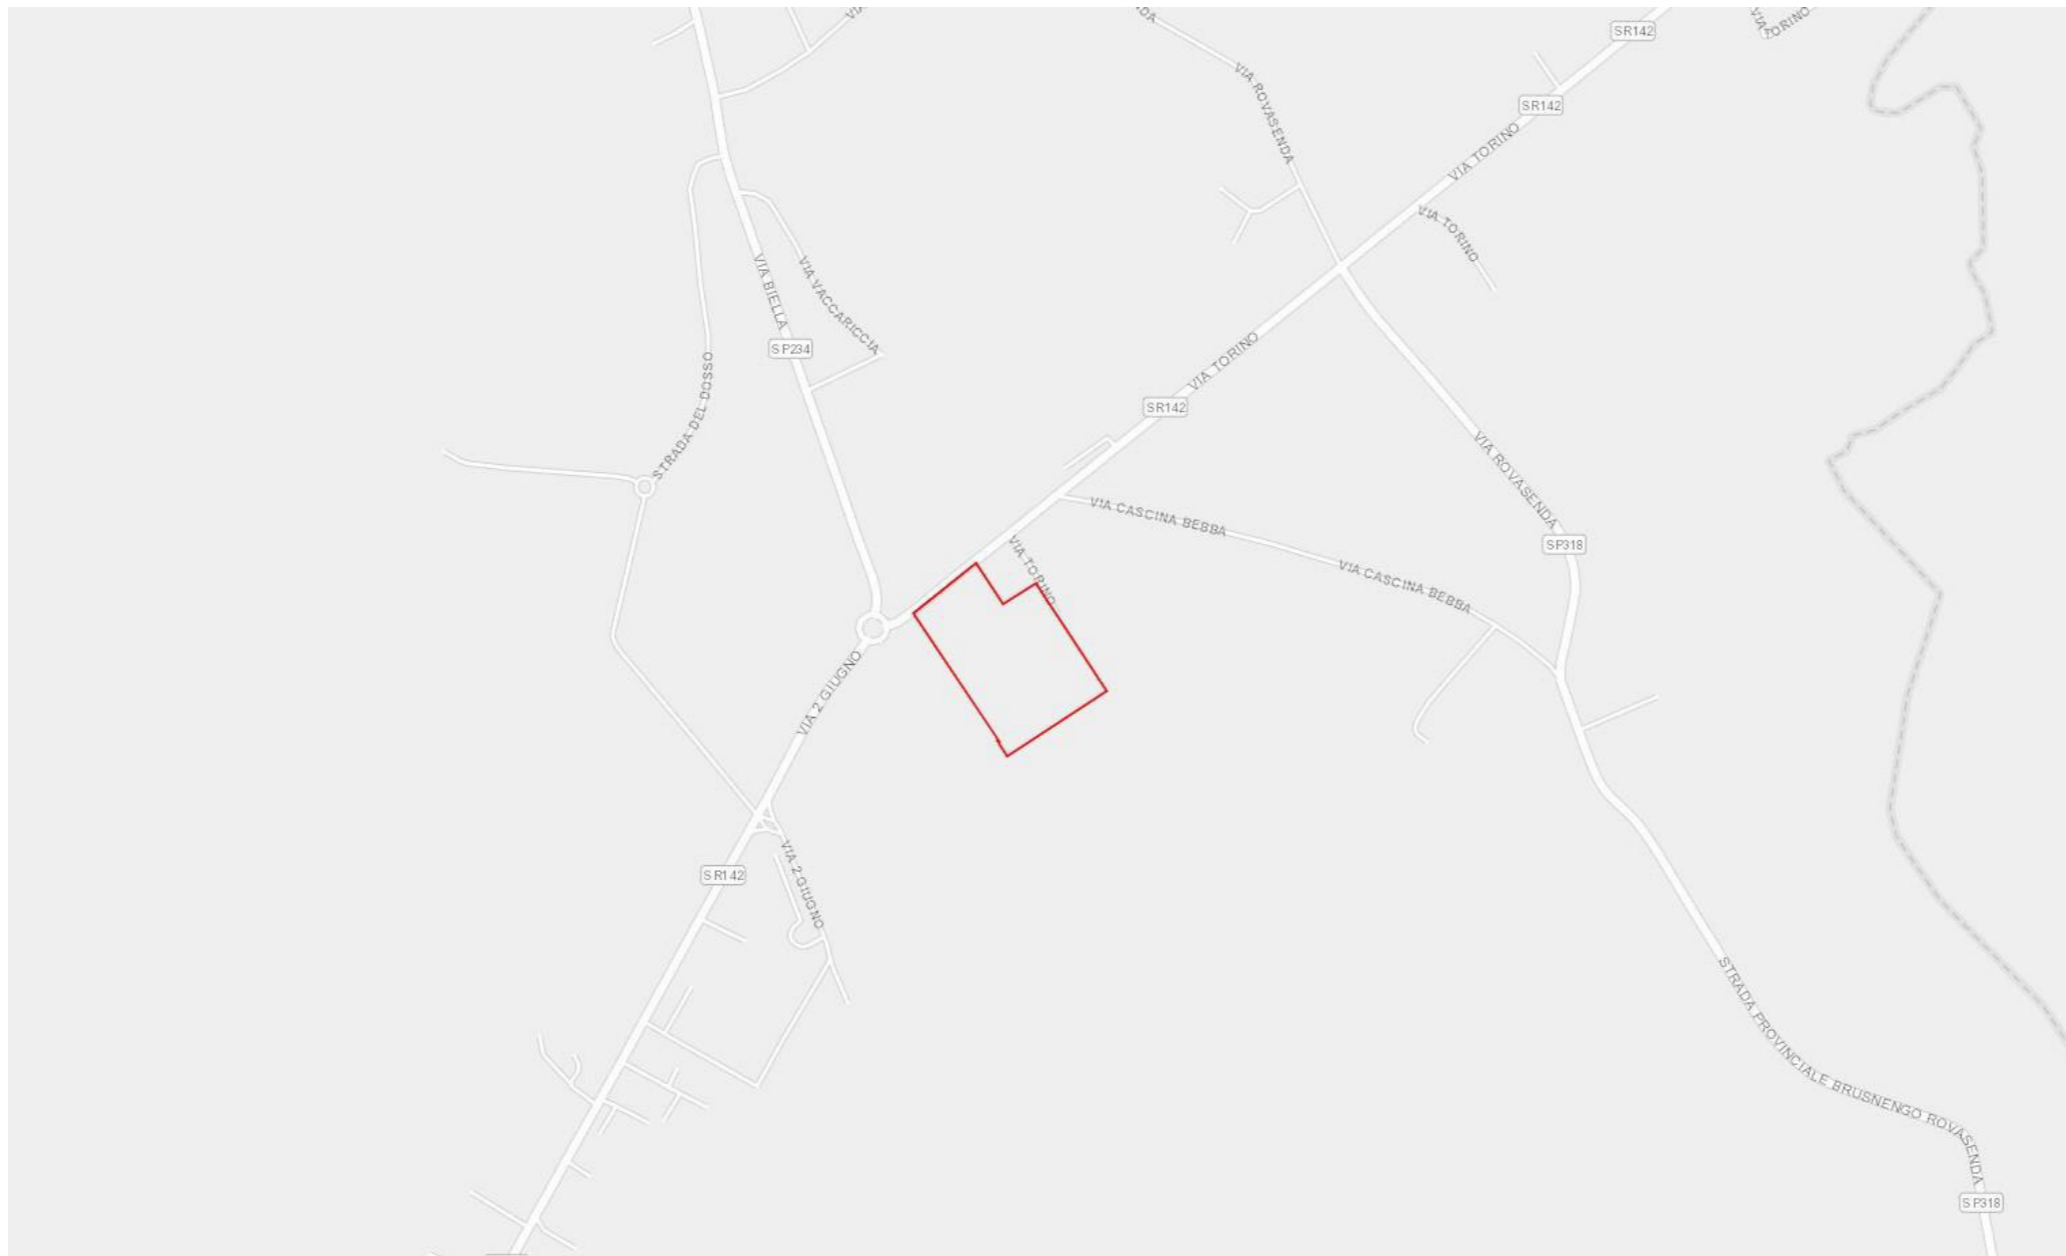 VIA
TORINO
SR142
VIA ROVASENDA
SR142
VIA TORINO
VIA TORINO
VIA BIELLA
VIA VACCARICCIA
SP234
VIA TORINO
STRADA DEL DOSSO
SR142
VIA ROVASENDA
VIA CASCINA BEBBA
SP318
VIA TORINO
VIA CASCINA BEBBA
VIA 2 GIUGNO
SR142
VIA 2 GIUGNO
STRADA PROVINCIALE BRUSNENGO ROVASENDA
SP318